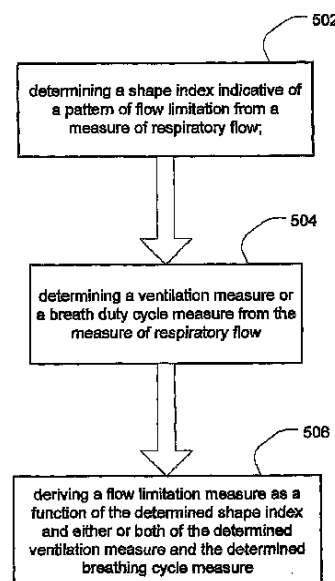 502
determining a shape index indicative of
a pattern of flow limitation from a
measure of respiratory flow;
504
determining a ventilation measure or
a breath duty cycle measure from the
measure of respiratory flow
506
deriving a flow limitation measure as a
function of the determined shape index
and either or both of the determined
ventilation measure and the determined
breathing cycle measure